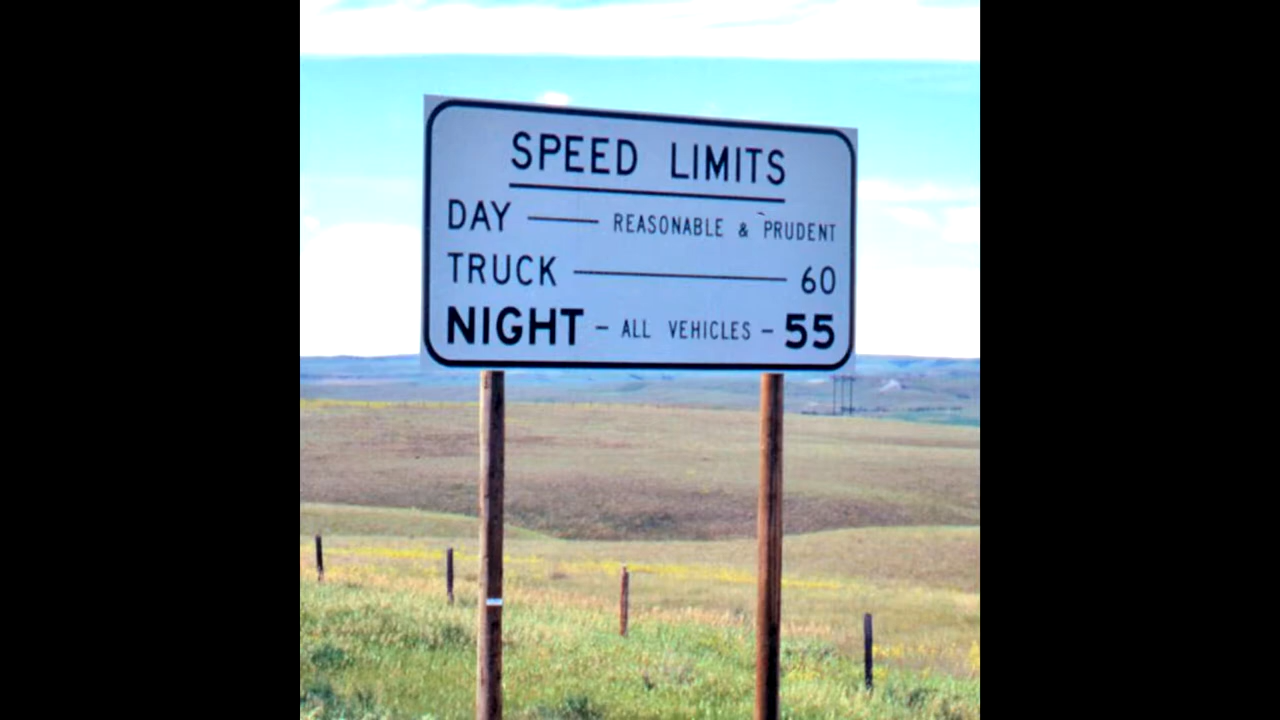 SPEED LIMITS
DAY — REASONABLE & PRUDENT
TRUCK — 60
NIGHT - ALL VEHICLES - 55